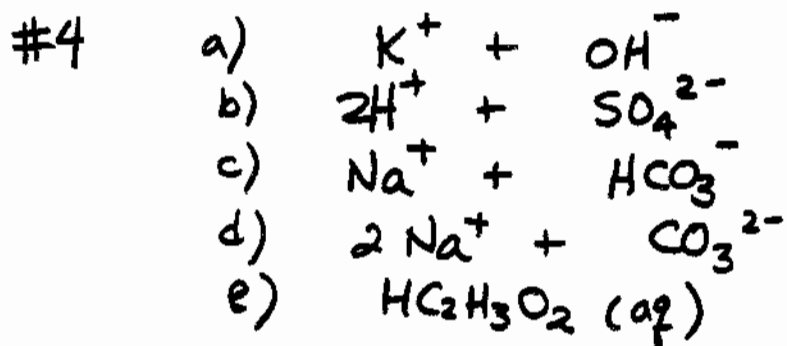 #4 a) K⁺ + OH⁻
b) 2H⁺ + SO₄²⁻
c) Na⁺ + HCO₃⁻
d) 2 Na⁺ + CO₃²⁻
e) HC₂H₃O₂ (aq)